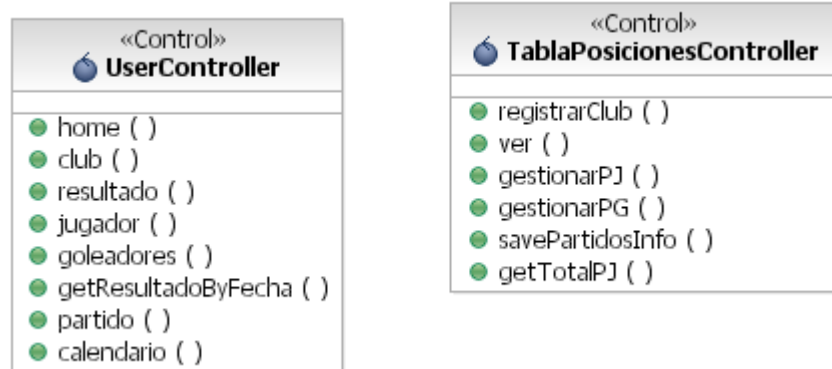 «Control»
UserController
home ( )
club ( )
resultado ( )
jugador ( )
goleadores ( )
getResultadoByFecha ( )
partido ( )
calendario ( )
«Control»
TablaPosicionesController
registrarClub ( )
ver ( )
gestionarPJ ( )
gestionarPG ( )
savePartidosInfo ( )
getTotalPJ ( )